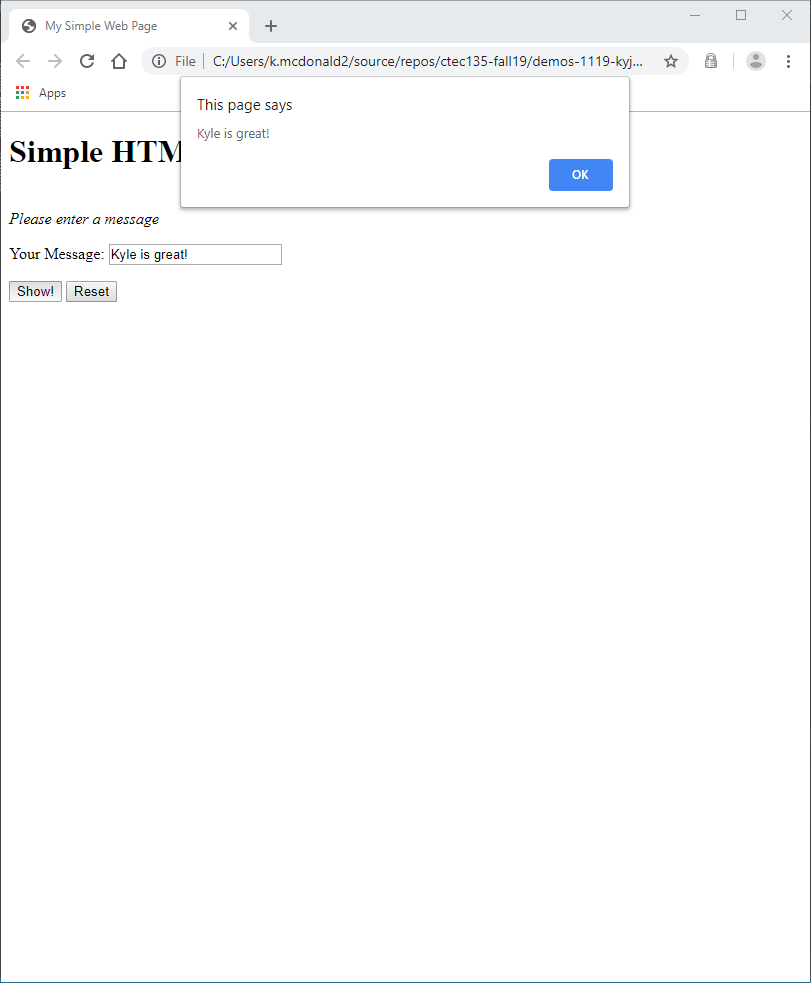 My Simple Web Page
File C:/Users/k.mcdonald2/source/repos/ctec135-fall19/demos-1119-kyj...
Apps
This page says
Kyle is great!
OK
Simple HTM
Please enter a message
Your Message: Kyle is great!
Show! Reset